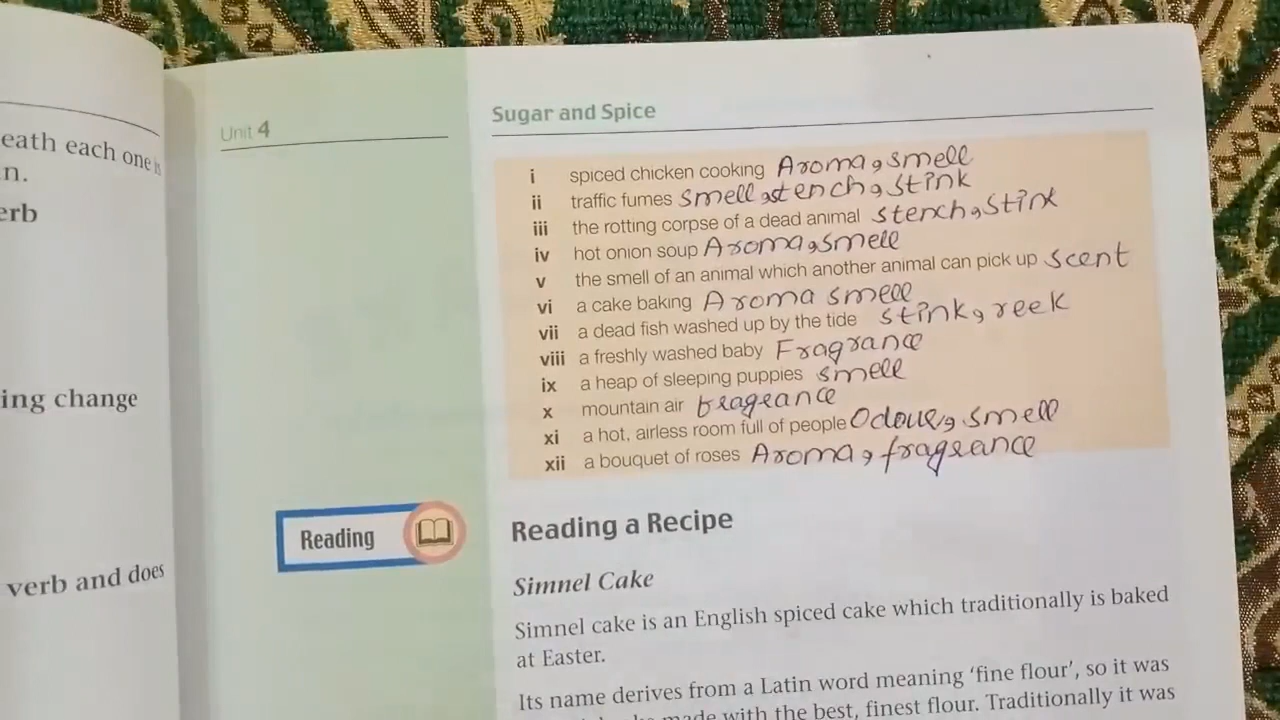 eath each one is
n.
erb
ing change
verb and does
Unit 4
Sugar and Spice
i spiced chicken cooking Aroma, smell
ii traffic fumes smell, stench, stink
iii the rotting corpse of a dead animal stench, stink
iv hot onion soup Aroma, smell
v the smell of an animal which another animal can pick up scent
vi a cake baking Aroma smell
vii a dead fish washed up by the tide stink, reek
viii a freshly washed baby Fragrance
ix a heap of sleeping puppies smell
x mountain air frageance
xi a hot, airless room full of people Odour, smell
xii a bouquet of roses Aroma, frageance
Reading
Reading a Recipe
Simnel Cake
Simnel cake is an English spiced cake which traditionally is baked
at Easter.
Its name derives from a Latin word meaning 'fine flour', so it was
made with the best, finest flour. Traditionally it was